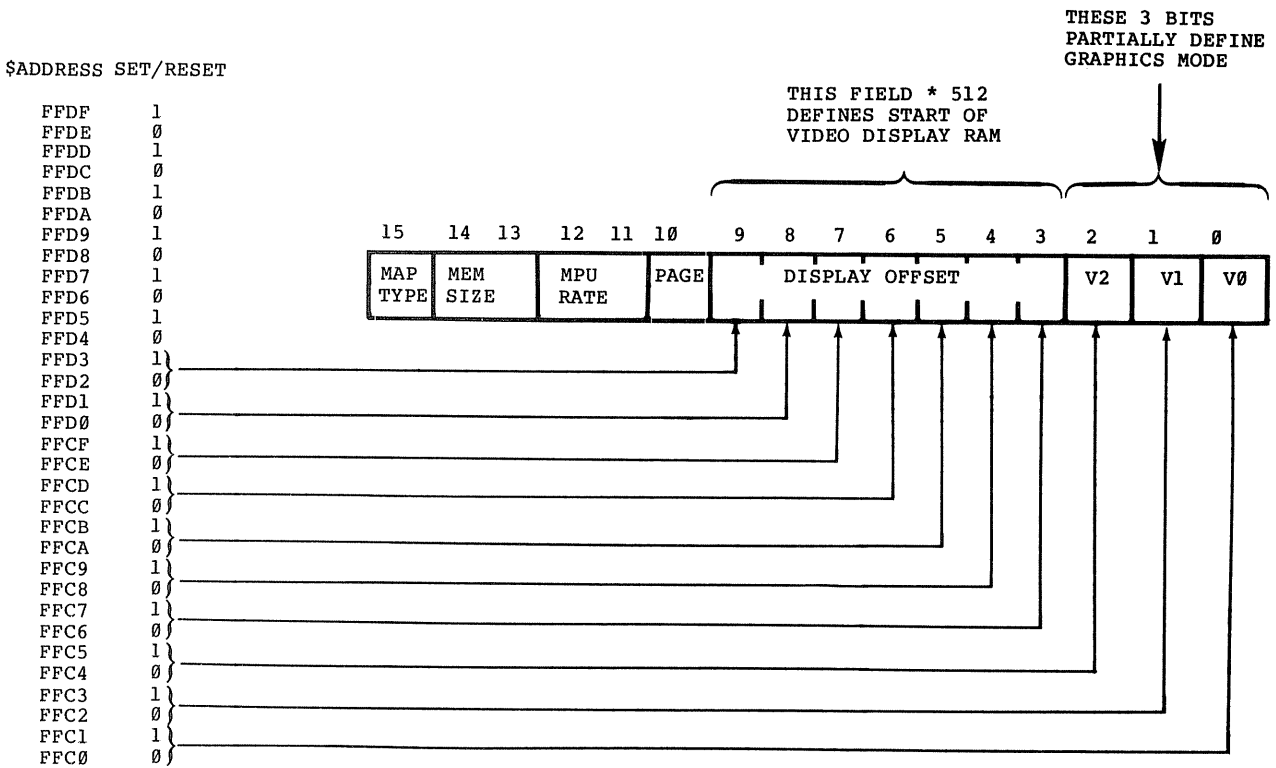 THESE 3 BITS
PARTIALLY DEFINE
GRAPHICS MODE
$ADDRESS SET/RESET
THIS FIELD * 512
DEFINES START OF
VIDEO DISPLAY RAM
FFDF 1
FFDE Ø
FFDD 1
FFDC Ø
FFDB 1
FFDA Ø
FFD9 1
FFD8 Ø
FFD7 1
FFD6 Ø
FFD5 1
FFD4 Ø
FFD3 1
FFD2 Ø
FFD1 1
FFDØ Ø
FFCF 1
FFCE Ø
FFCD 1
FFCC Ø
FFCB 1
FFCA Ø
FFC9 1
FFC8 Ø
FFC7 1
FFC6 Ø
FFC5 1
FFC4 Ø
FFC3 1
FFC2 Ø
FFC1 1
FFCØ Ø
15 14 13 12 11 1Ø 9 8 7 6 5 4 3 2 1 Ø
MAP TYPE
MEM SIZE
MPU RATE
PAGE
DISPLAY OFFSET
V2
V1
VØ